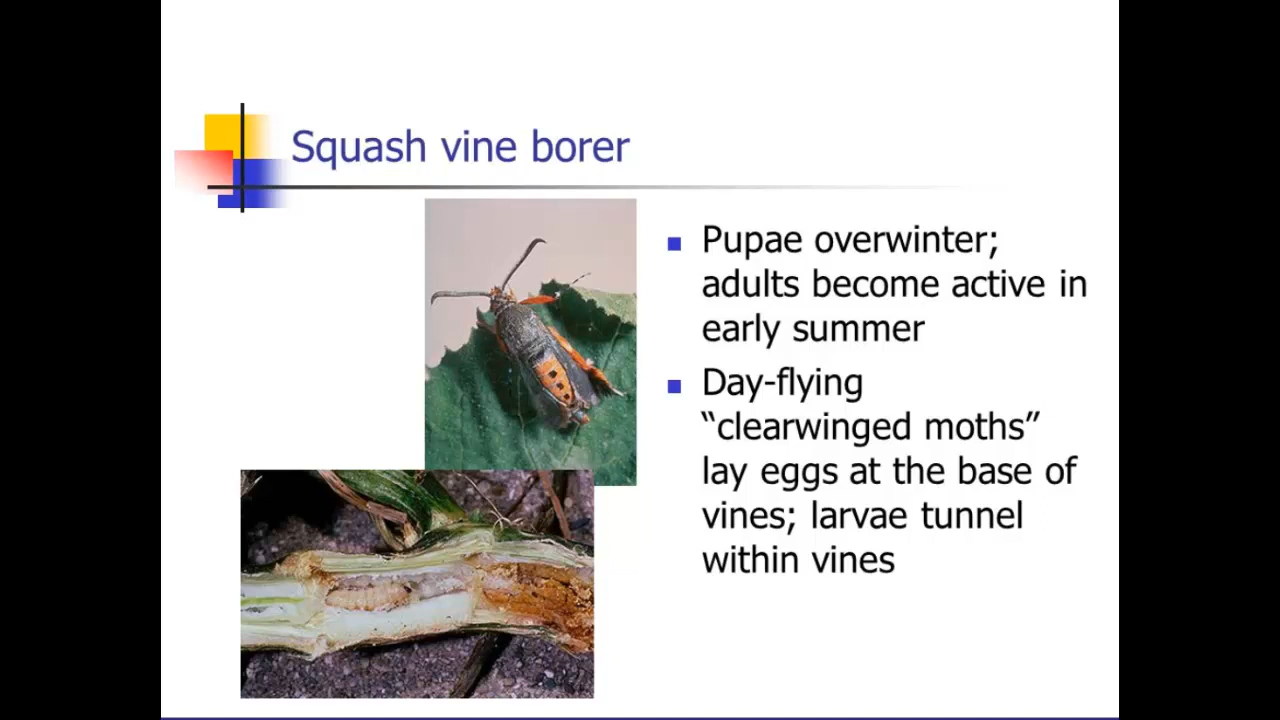 Squash vine borer
Pupae overwinter;
adults become active in
early summer
Day-flying
“clearwinged moths”
lay eggs at the base of
vines; larvae tunnel
within vines